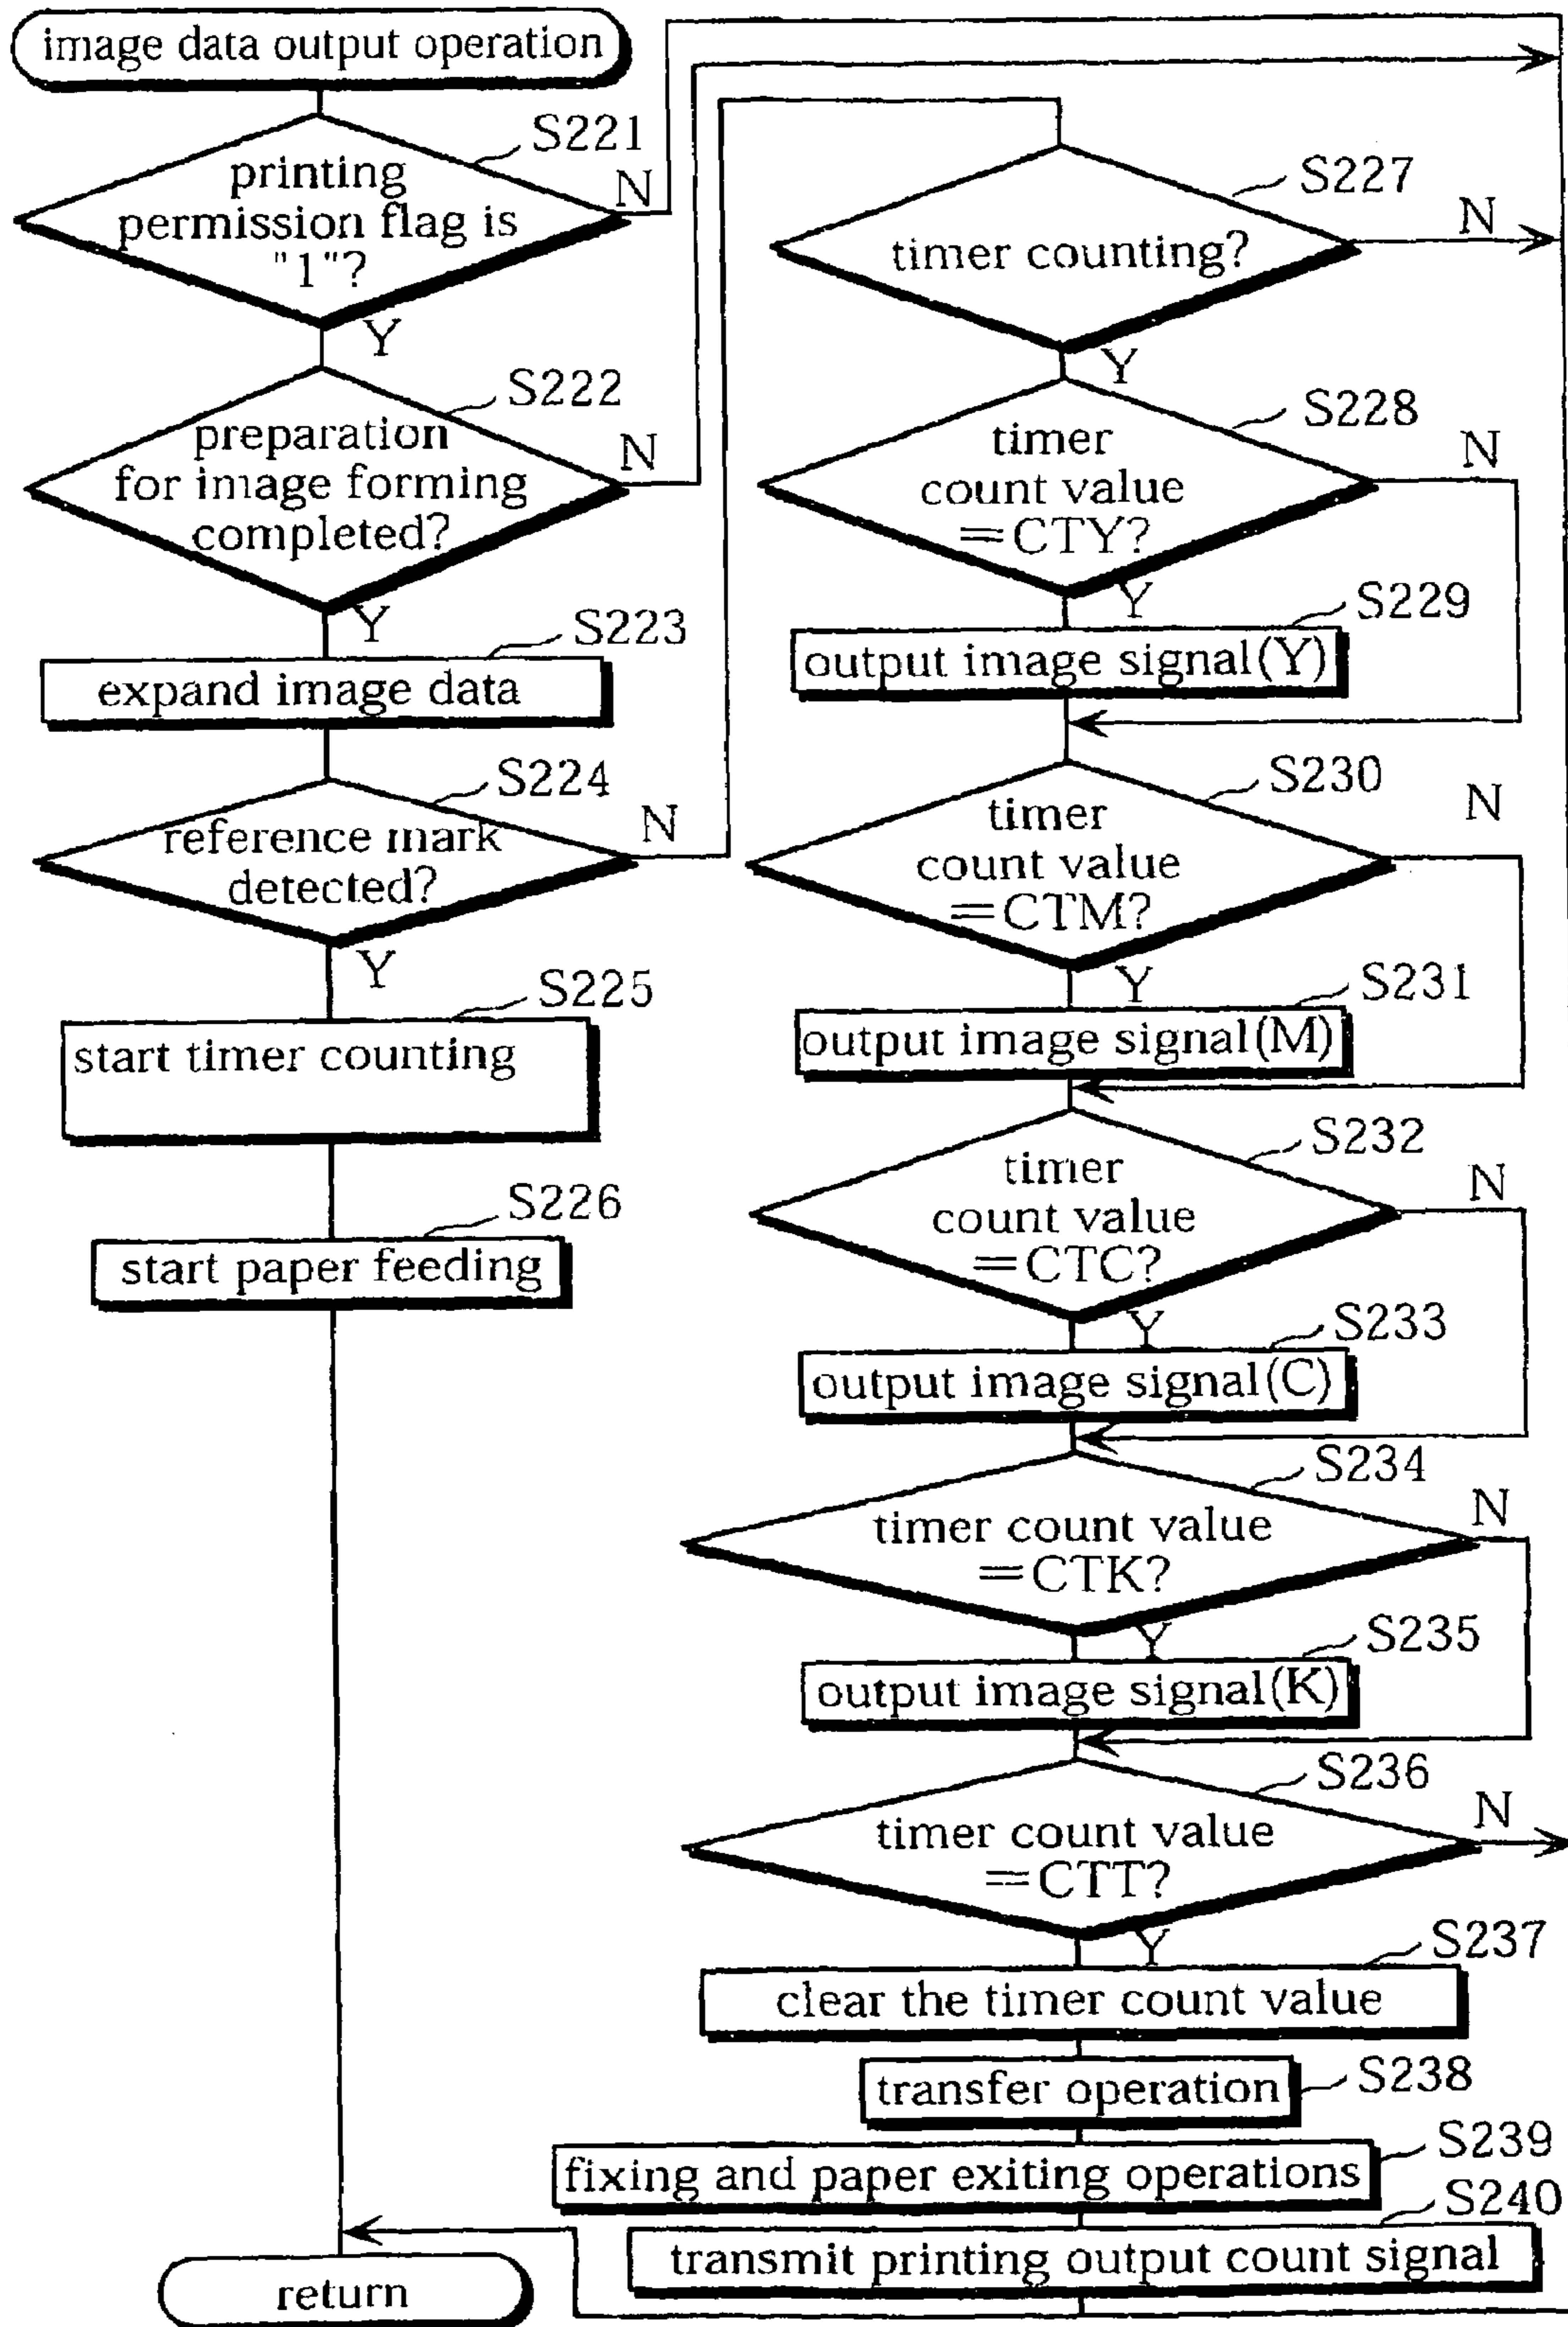 image data output operation
S221
printing
permission flag is
"1"?
N
Y
S222
preparation
for image forming
completed?
N
Y
S223
expand image data
S224
reference mark
detected?
N
Y
S225
start timer counting
S226
start paper feeding
S227
timer counting?
N
Y
S228
timer
count value
=CTY?
N
Y
S229
output image signal(Y)
S230
timer
count value
=CTM?
N
Y
S231
output image signal(M)
S232
timer
count value
=CTC?
N
Y
S233
output image signal(C)
S234
timer count value
=CTK?
N
Y
S235
output image signal(K)
S236
timer count value
=CTT?
N
Y
S237
clear the timer count value
S238
transfer operation
S239
fixing and paper exiting operations
S240
transmit printing output count signal
return